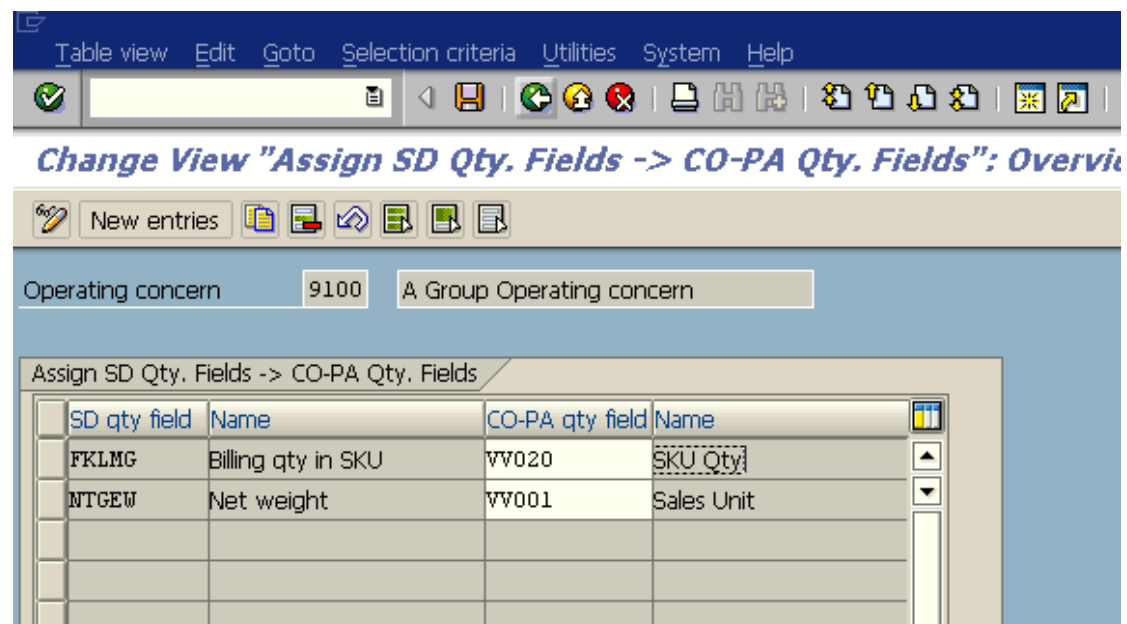 Table view Edit Goto Selection criteria Utilities System Help
Change View "Assign SD Qty. Fields -> CO-PA Qty. Fields": Overvie
New entries
Operating concern 9100 A Group Operating concern
Assign SD Qty. Fields -> CO-PA Qty. Fields
SD qty field Name CO-PA qty field Name
FKLMG Billing qty in SKU VV020 SKU Qty
NTGEW Net weight VV001 Sales Unit